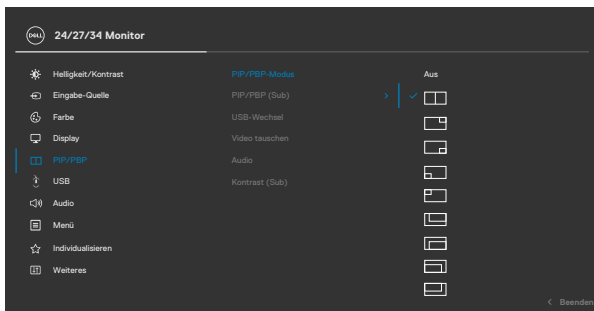 DELL 24/27/34 Monitor
Helligkeit/Kontrast PIP/PBP-Modus Aus
Eingabe-Quelle PIP/PBP (Sub)
Farbe USB-Wechsel
Display Video tauschen
PIP/PBP Audio
USB Kontrast (Sub)
Audio
Menü
Individualisieren
Weiteres
Beenden